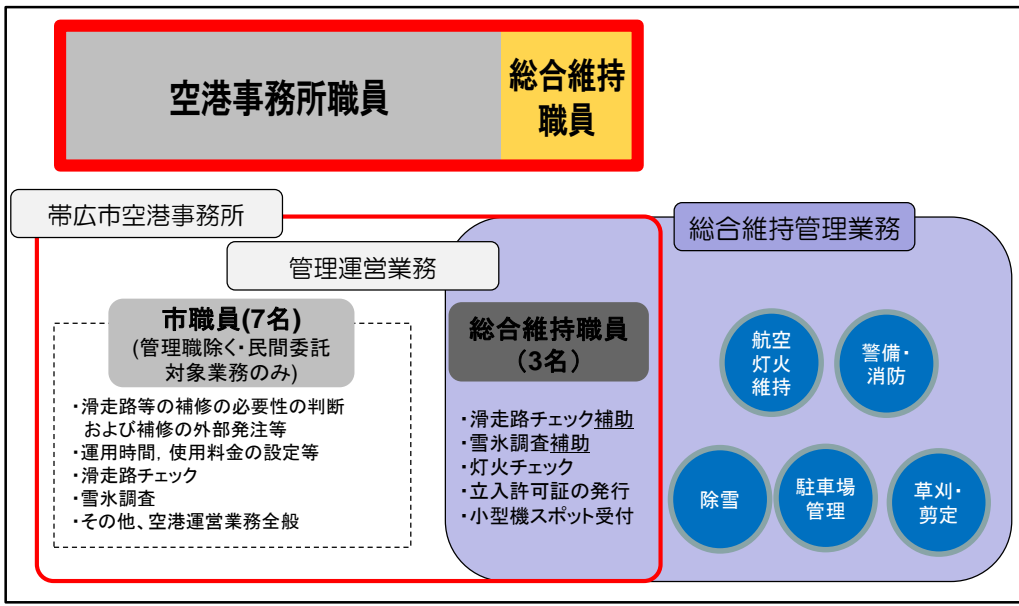 空港事務所職員
総合維持
職員
帯広市空港事務所
管理運営業務
総合維持管理業務
市職員(7名)
(管理職除く・民間委託
対象業務のみ)
・滑走路等の補修の必要性の判断
および補修の外部発注等
・運用時間，使用料金の設定等
・滑走路チェック
・雪氷調査
・その他、空港運営業務全般
総合維持職員
（3名）
・滑走路チェック補助
・雪氷調査補助
・灯火チェック
・立入許可証の発行
・小型機スポット受付
航空
灯火
維持
警備・
消防
除雪
駐車場
管理
草刈・
剪定